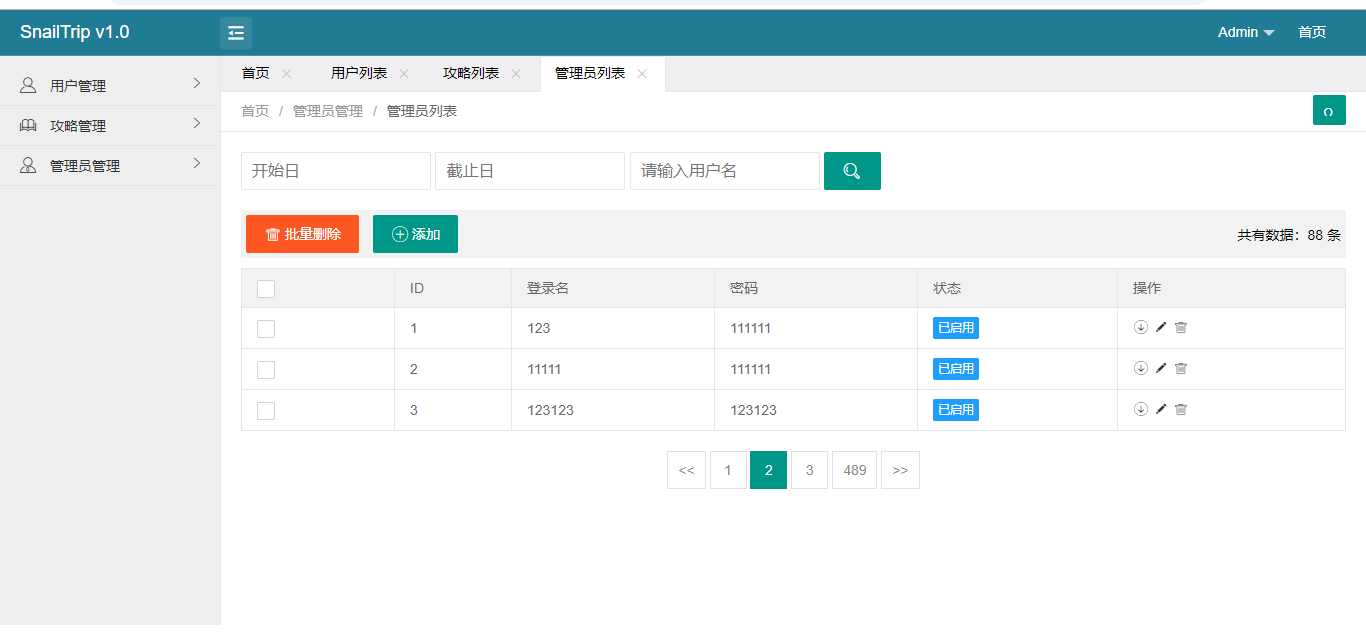 SnailTrip v1.0
Admin 首页
首页 用户列表 攻略列表 管理员列表
用户管理
攻略管理
管理员管理
首页 / 管理员管理 / 管理员列表
开始日 截止日 请输入用户名
批量删除 添加 共有数据：88 条
ID 登录名 密码 状态 操作
1 123 111111 已启用
2 11111 111111 已启用
3 123123 123123 已启用
<< 1 2 3 489 >>